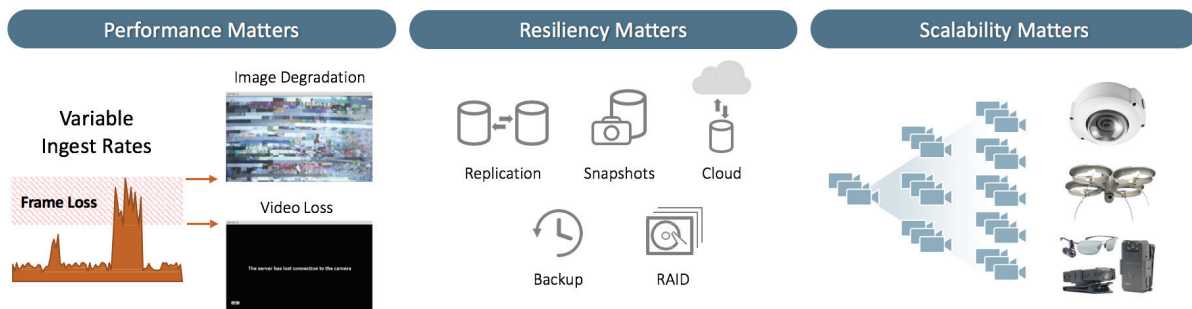 Performance Matters
Variable
Ingest Rates
Frame Loss
Image Degradation
Video Loss
The server has lost connection to the camera
Resiliency Matters
Replication
Snapshots
Cloud
Backup
RAID
Scalability Matters